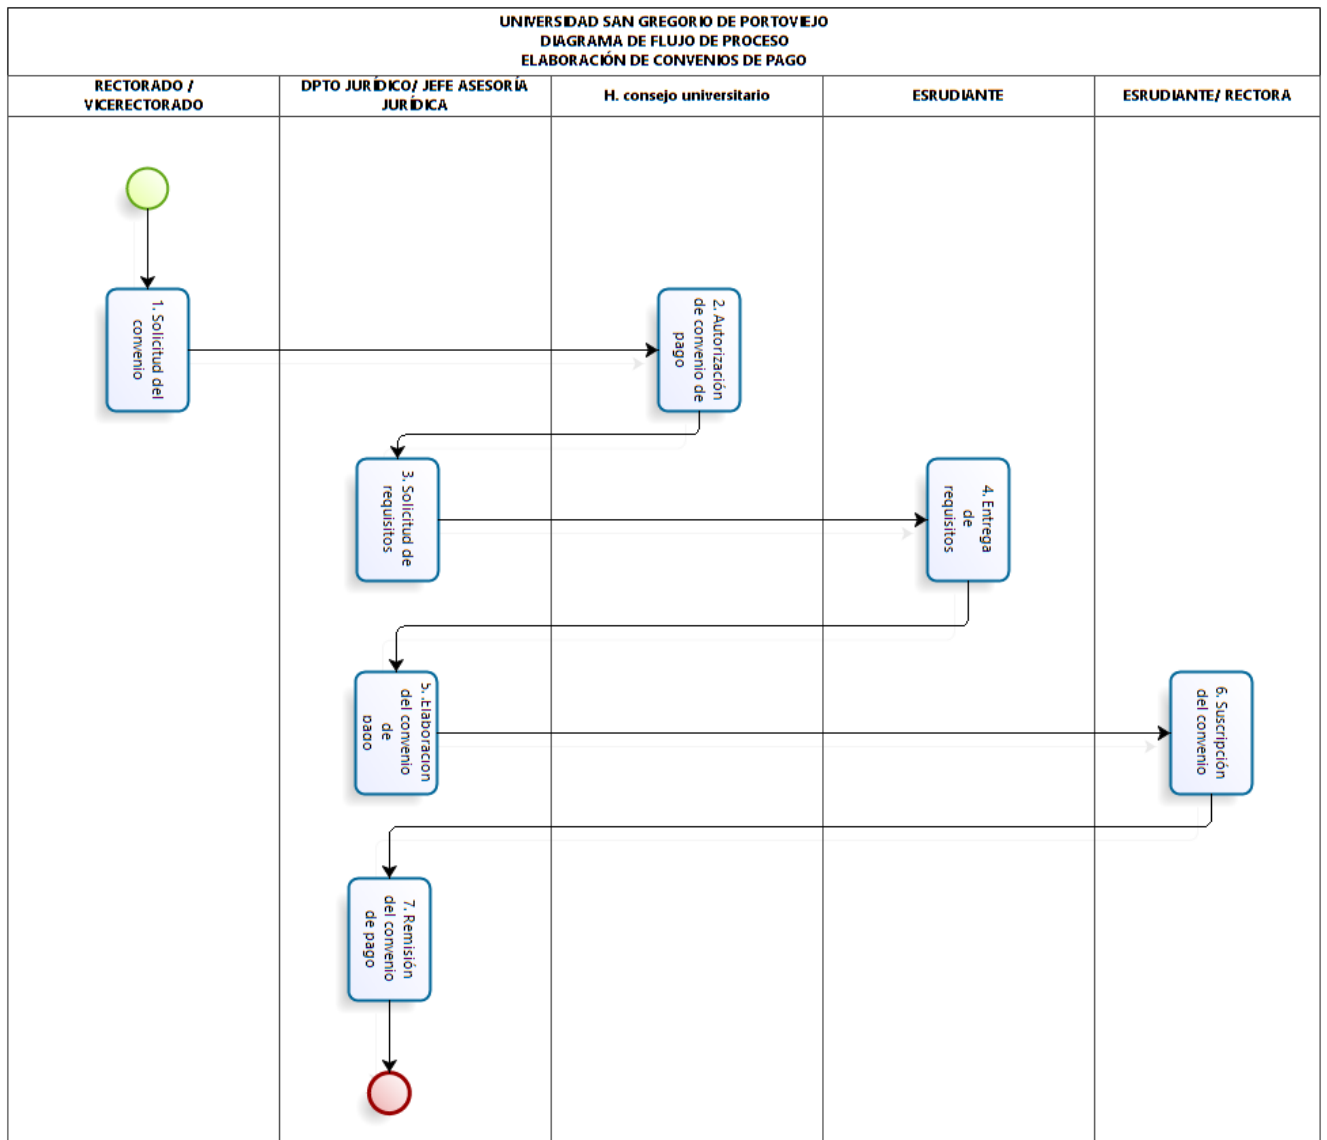 UNIVERSIDAD SAN GREGORIO DE PORTOVIEJO
DIAGRAMA DE FLUJO DE PROCESO
ELABORACIÓN DE CONVENIOS DE PAGO
RECTORADO /
VICERECTORADO
DPTO JURÍDICO/ JEFE ASESORÍA
JURÍDICA
H. consejo universitario
ESRUDIANTE
ESRUDIANTE/ RECTORA
1. Solicitud del
convenio
2. Autorización
de convenio de
pago
3. Solicitud de
requisitos
4. Entrega
de
requisitos
5. .Elaboracion
del convenio
de
pago
6. Suscripción
del convenio
7. Remisión
del convenio
de pago